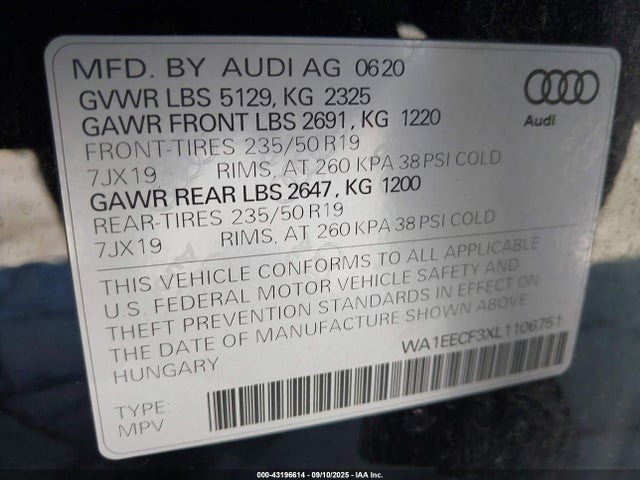 MFD. BY AUDI AG 0620
GVWR LBS 5129, KG 2325
GAWR FRONT LBS 2691, KG 1220
FRONT-TIRES 235/50 R19
7JX19 RIMS, AT 260 KPA 38 PSI COLD
GAWR REAR LBS 2647, KG 1200
REAR-TIRES 235/50 R19
7JX19 RIMS, AT 260 KPA 38 PSI COLD
Audi
THIS VEHICLE CONFORMS TO ALL APPLICABLE
U.S. FEDERAL MOTOR VEHICLE SAFETY AND
THEFT PREVENTION STANDARDS IN EFFECT ON
THE DATE OF MANUFACTURE SHOWN ABOVE
HUNGARY
WA1EECF3XL1106751
TYPE:
MPV
000-43196614 - 09/10/2025 - IAA Inc.